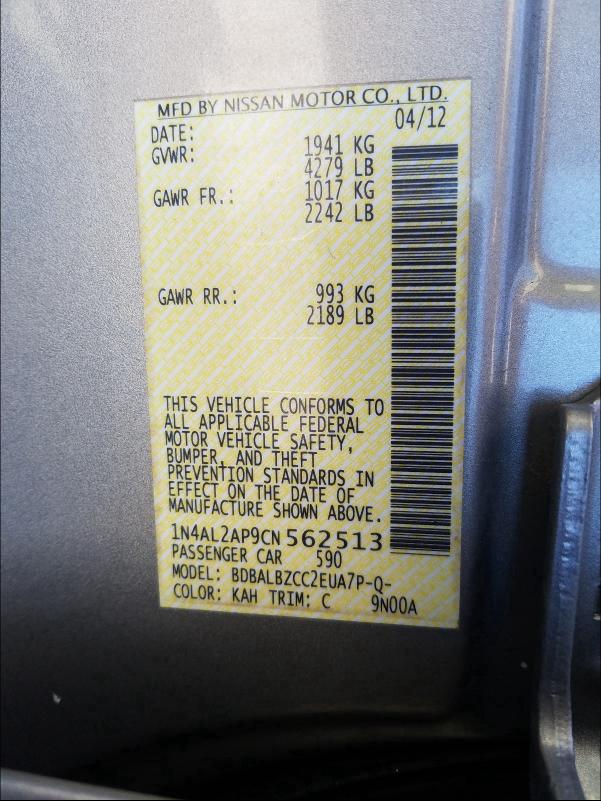 MFD BY NISSAN MOTOR CO., LTD.
DATE: 04/12
GVWR: 1941 KG
4279 LB
GAWR FR.: 1017 KG
2242 LB
GAWR RR.: 993 KG
2189 LB
THIS VEHICLE CONFORMS TO
ALL APPLICABLE FEDERAL
MOTOR VEHICLE SAFETY,
BUMPER, AND THEFT
PREVENTION STANDARDS IN
EFFECT ON THE DATE OF
MANUFACTURE SHOWN ABOVE.
1N4AL2AP9CN562513
PASSENGER CAR 590
MODEL: BDBALBZCC2EUA7P-Q-
COLOR: KAH TRIM: C 9N00A